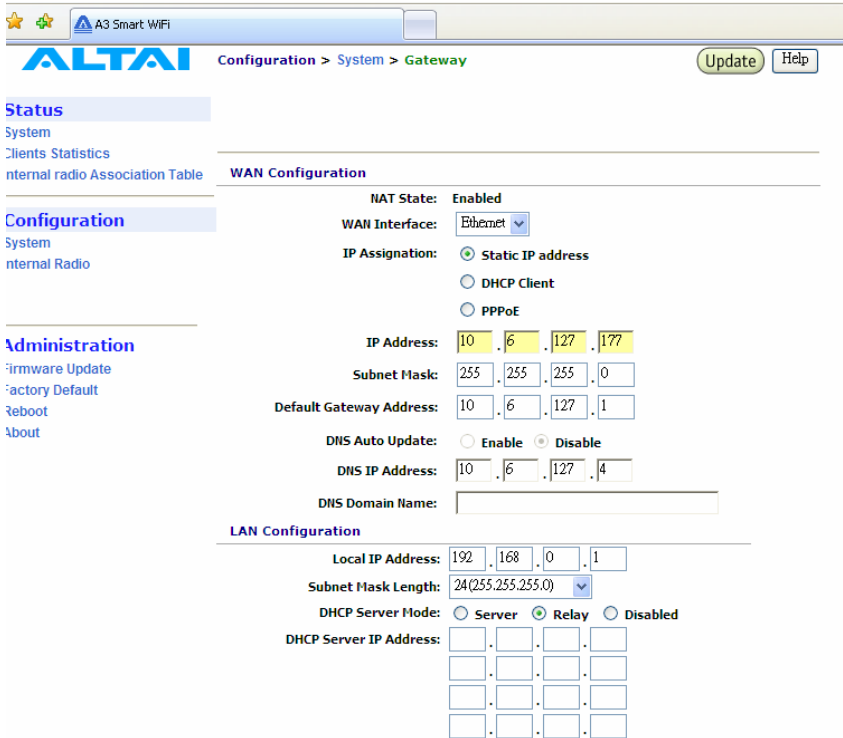 A3 Smart WiFi
ALTAI
Configuration > System > Gateway
Update
Help
Status
System
Clients Statistics
nternal radio Association Table
Configuration
System
nternal Radio
Administration
Firmware Update
Factory Default
Reboot
About
WAN Configuration
NAT State: Enabled
WAN Interface: Ethernet
IP Assignation: Static IP address
DHCP Client
PPPoE
IP Address: 10 . 6 . 127 . 177
Subnet Mask: 255 . 255 . 255 . 0
Default Gateway Address: 10 . 6 . 127 . 1
DNS Auto Update: Enable Disable
DNS IP Address: 10 . 6 . 127 . 4
DNS Domain Name:
LAN Configuration
Local IP Address: 192 . 168 . 0 . 1
Subnet Mask Length: 24(255.255.255.0)
DHCP Server Mode: Server Relay Disabled
DHCP Server IP Address: . . .
. . .
. . .
. . .